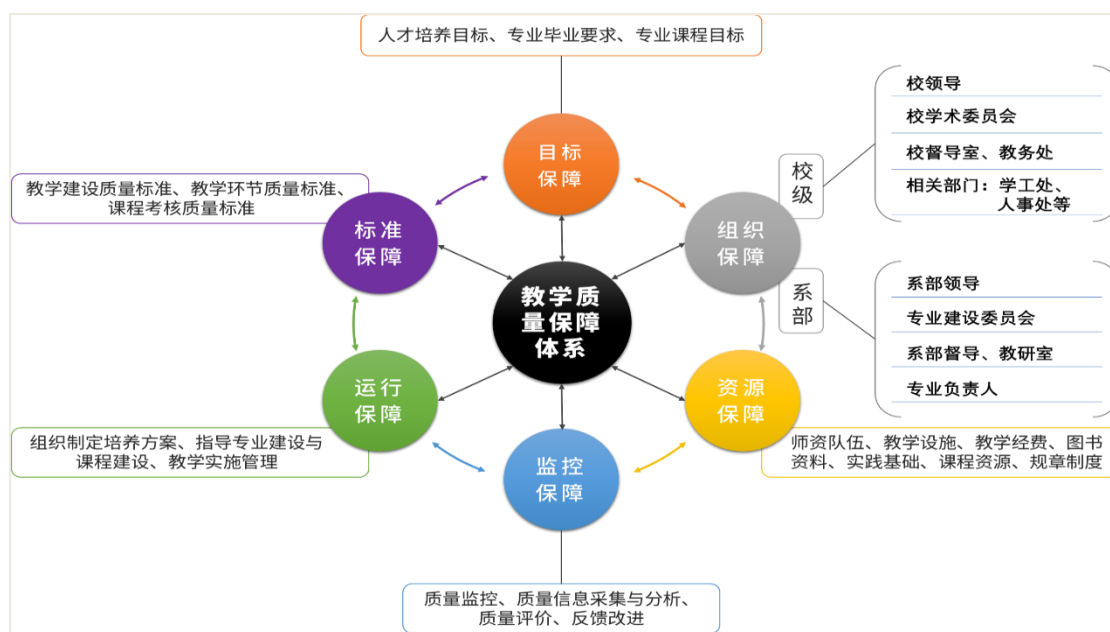 人才培养目标、专业毕业要求、专业课程目标
目标
保障
教学建设质量标准、教学环节质量标准、
课程考核质量标准
标准
保障
组织
保障
校级
校领导
校学术委员会
校督导室、教务处
相关部门：学工处、
人事处等
教学质
量保障
体系
系部
系部领导
专业建设委员会
系部督导、教研室
专业负责人
运行
保障
组织制定培养方案、指导专业建设与
课程建设、教学实施管理
资源
保障
师资队伍、教学设施、教学经费、图书
资料、实践基础、课程资源、规章制度
监控
保障
质量监控、质量信息采集与分析、
质量评价、反馈改进